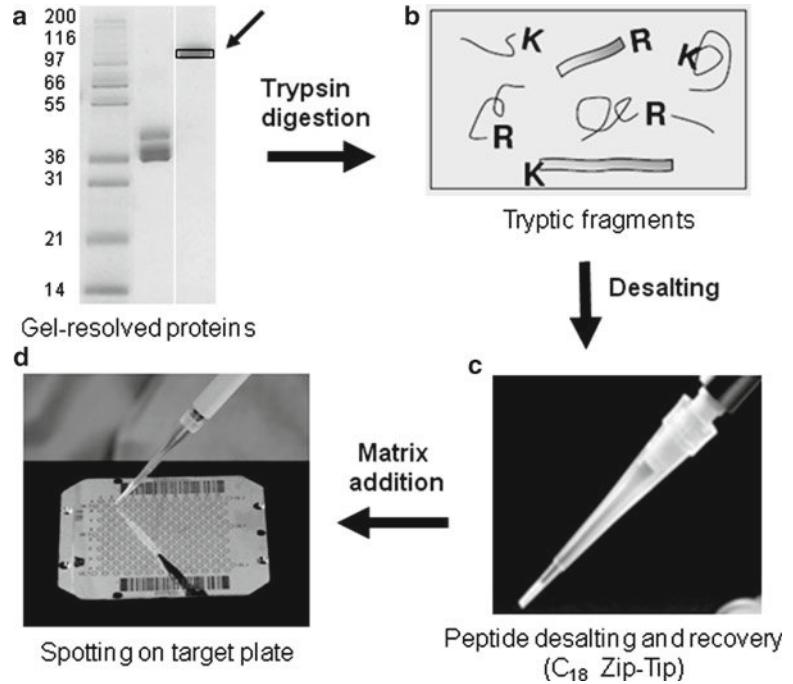 a
200
116
97
66
55
36
31
21
14
Gel-resolved proteins
Trypsin
digestion
b
K
R
K
R
R
K
Tryptic fragments
Desalting
c
Peptide desalting and recovery
(C18 Zip-Tip)
Matrix
addition
d
Spotting on target plate